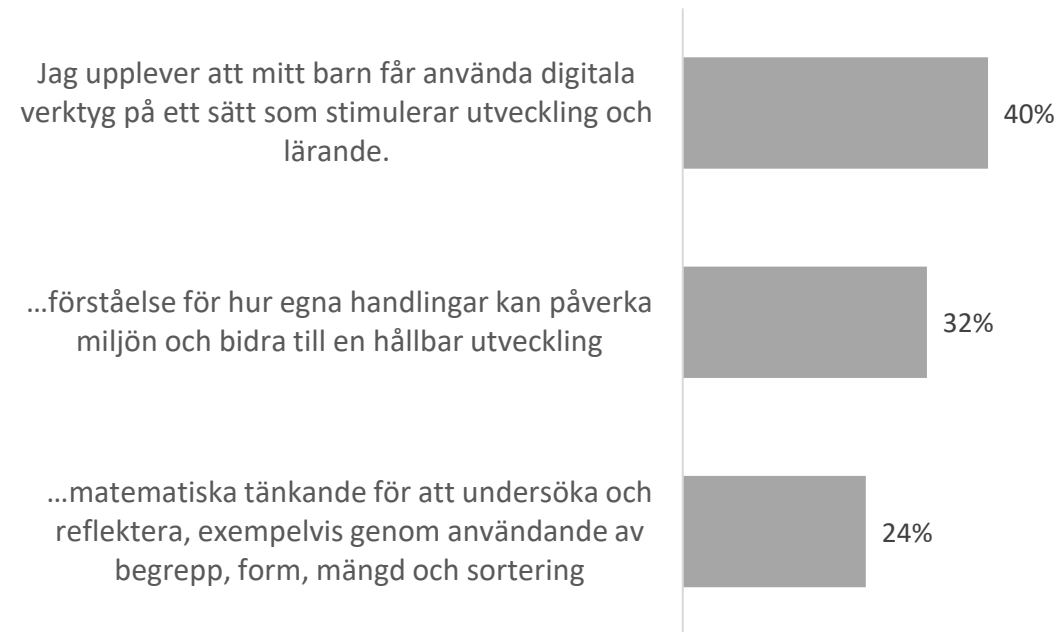 Jag upplever att mitt barn får använda digitala
verktyg på ett sätt som stimulerar utveckling och
lärande.
40%
…förståelse för hur egna handlingar kan påverka
miljön och bidra till en hållbar utveckling
32%
…matematiska tänkande för att undersöka och
reflektera, exempelvis genom användande av
begrepp, form, mängd och sortering
24%